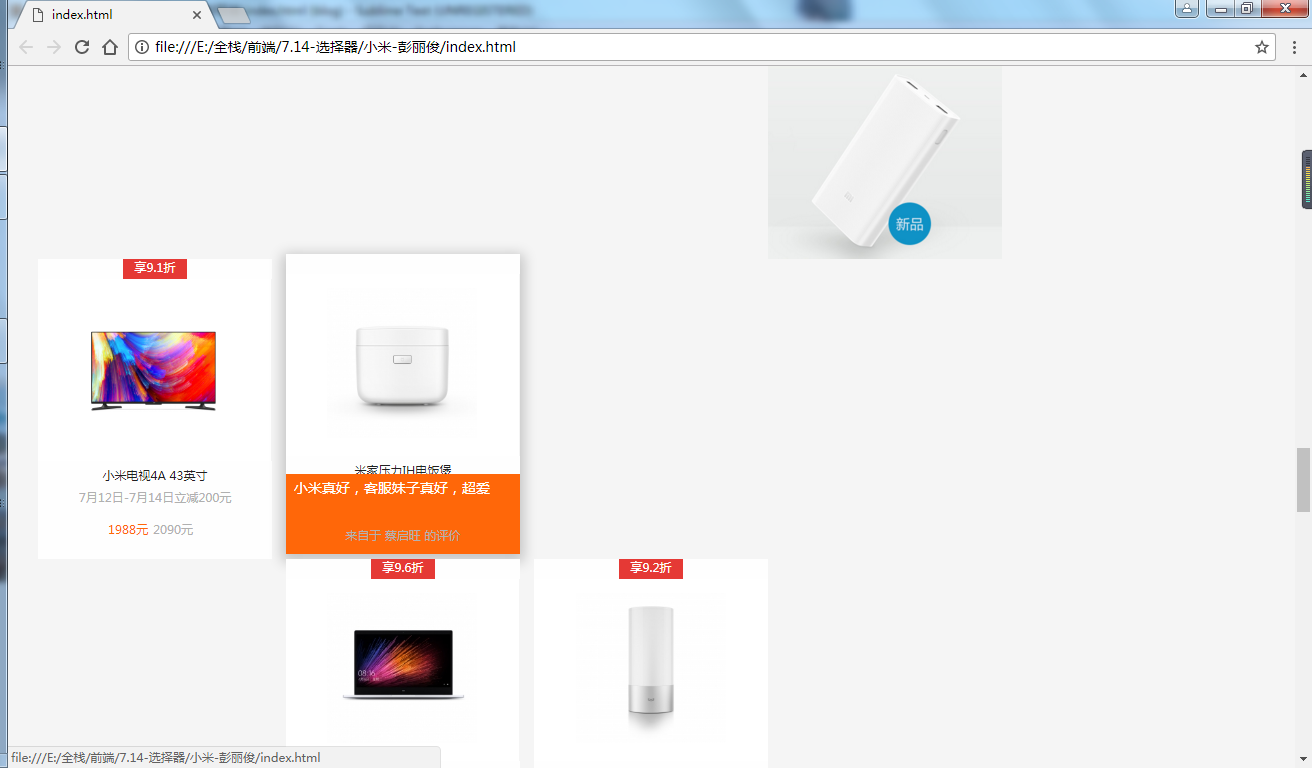 index.html
file:///E:/全栈/前端/7.14-选择器/小米-彭丽俊/index.html
新品
享9.1折
小米电视4A 43英寸
7月12日-7月14日立减200元
1988元 2090元
米家压力IH电饭煲
小米真好，客服妹子真好，超爱
来自于 蔡启旺 的评价
享9.6折
享9.2折
file:///E:/全栈/前端/7.14-选择器/小米-彭丽俊/index.html